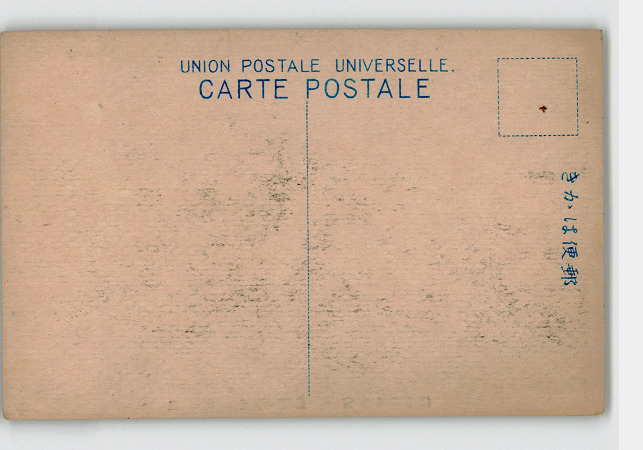 UNION POSTALE UNIVERSELLE.
CARTE POSTALE
きかは便郵